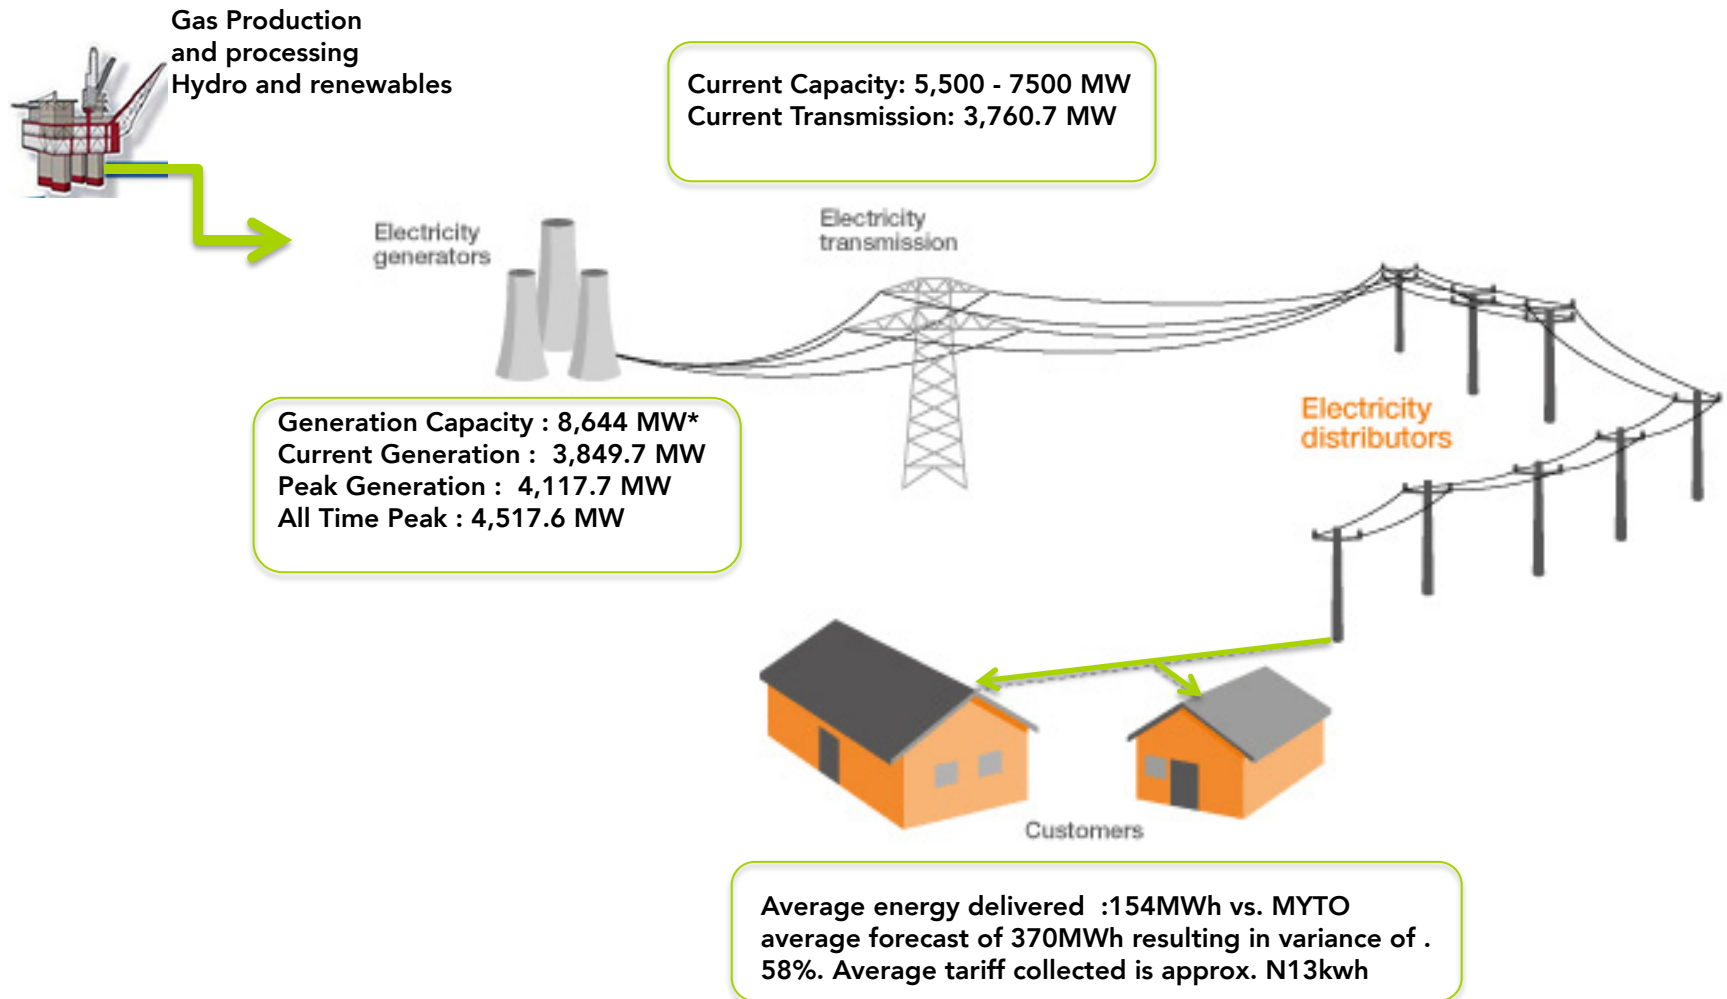 Gas Production
and processing
Hydro and renewables
Current Capacity: 5,500 - 7500 MW
Current Transmission: 3,760.7 MW
Electricity
generators
Electricity
transmission
Generation Capacity : 8,644 MW*
Current Generation :  3,849.7 MW
Peak Generation :  4,117.7 MW
All Time Peak : 4,517.6 MW
Electricity
distributors
Customers
Average energy delivered  :154MWh vs. MYTO
average forecast of 370MWh resulting in variance of .
58%. Average tariff collected is approx. N13kwh